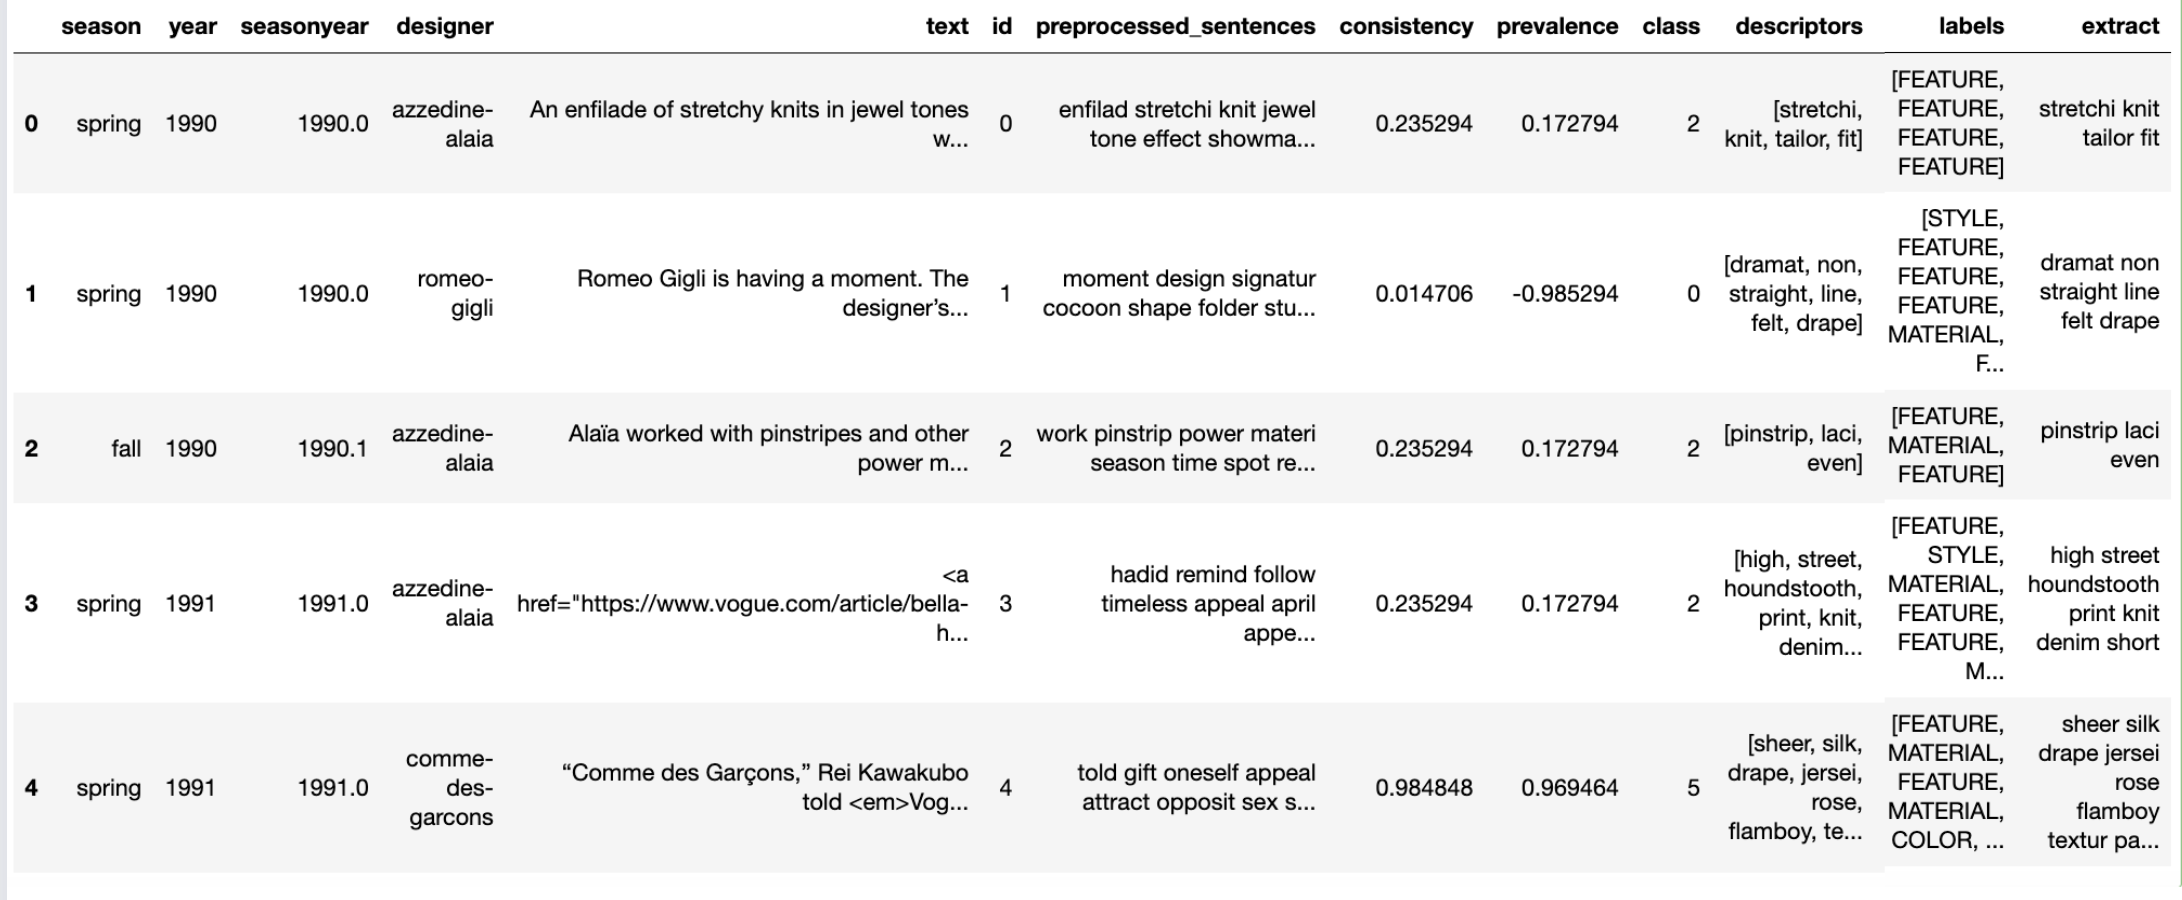 season year seasonyear designer text id preprocessed_sentences consistency prevalence class descriptors labels extract
0 spring 1990 1990.0 azzedine-alaia An enfilade of stretchy knits in jewel tones w... 0 enfilad stretchi knit jewel tone effect showma... 0.235294 0.172794 2 [stretchi, knit, tailor, fit] [FEATURE, FEATURE, FEATURE, FEATURE] stretchi knit tailor fit
1 spring 1990 1990.0 romeo-gigli Romeo Gigli is having a moment. The designer’s... 1 moment design signatur cocoon shape folder stu... 0.014706 -0.985294 0 [dramat, non, straight, line, felt, drape] [STYLE, FEATURE, FEATURE, FEATURE, MATERIAL, F... dramat non straight line felt drape
2 fall 1990 1990.1 azzedine-alaia Alaïa worked with pinstripes and other power m... 2 work pinstrip power materi season time spot re... 0.235294 0.172794 2 [pinstrip, laci, even] [FEATURE, MATERIAL, FEATURE] pinstrip laci even
3 spring 1991 1991.0 azzedine-alaia <a href="https://www.vogue.com/article/bella-h... 3 hadid remind follow timeless appeal april appe... 0.235294 0.172794 2 [high, street, houndstooth, print, knit, denim... [FEATURE, STYLE, MATERIAL, FEATURE, FEATURE, M... high street houndstooth print knit denim short
4 spring 1991 1991.0 comme-des-garcons “Comme des Garçons,” Rei Kawakubo told <em>Vog... 4 told gift oneself appeal attract opposit sex s... 0.984848 0.969464 5 [sheer, silk, drape, jersei, rose, flamboy, te... [FEATURE, MATERIAL, FEATURE, MATERIAL, COLOR, ... sheer silk drape jersei rose flamboy textur pa...